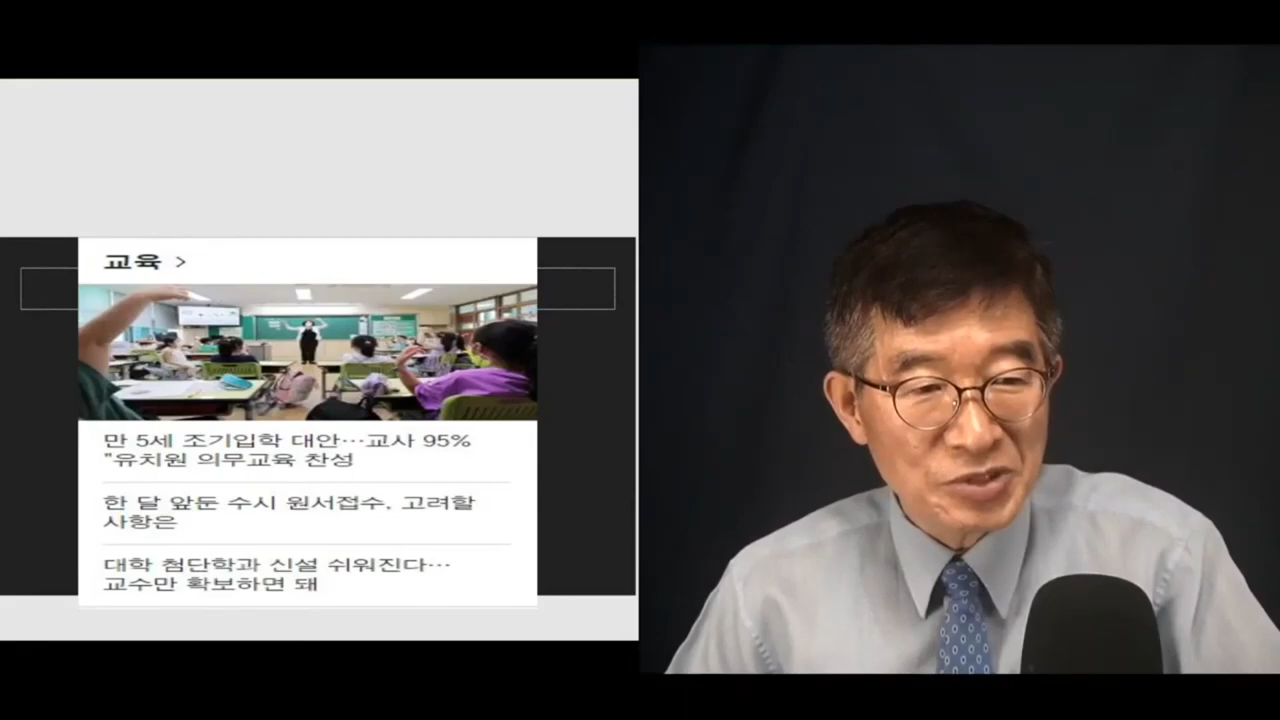 교육 >
만 5세 조기입학 대안…교사 95%
"유치원 의무교육 찬성
한 달 앞둔 수시 원서접수, 고려할
사항은
대학 첨단학과 신설 쉬워진다…
교수만 확보하면 돼